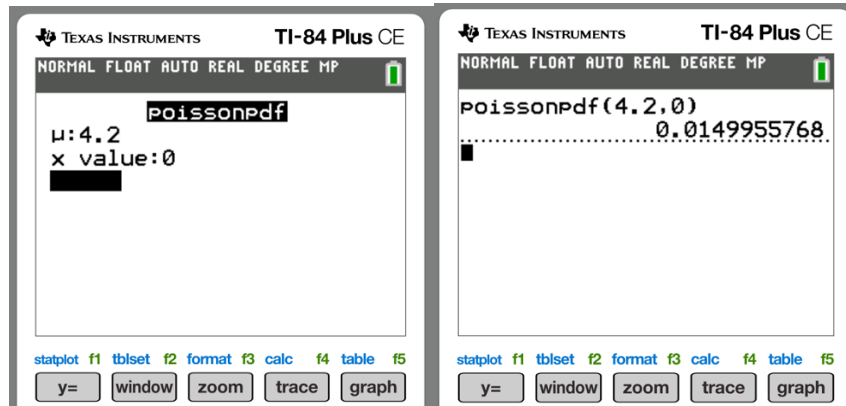 TEXAS INSTRUMENTS TI-84 Plus CE
NORMAL FLOAT AUTO REAL DEGREE MP
poissonpdf
μ:4.2
x value:0
statplot f1 tblset f2 format f3 calc f4 table f5
y= window zoom trace graph
TEXAS INSTRUMENTS TI-84 Plus CE
NORMAL FLOAT AUTO REAL DEGREE MP
poissonpdf(4.2,0)
0.0149955768
statplot f1 tblset f2 format f3 calc f4 table f5
y= window zoom trace graph